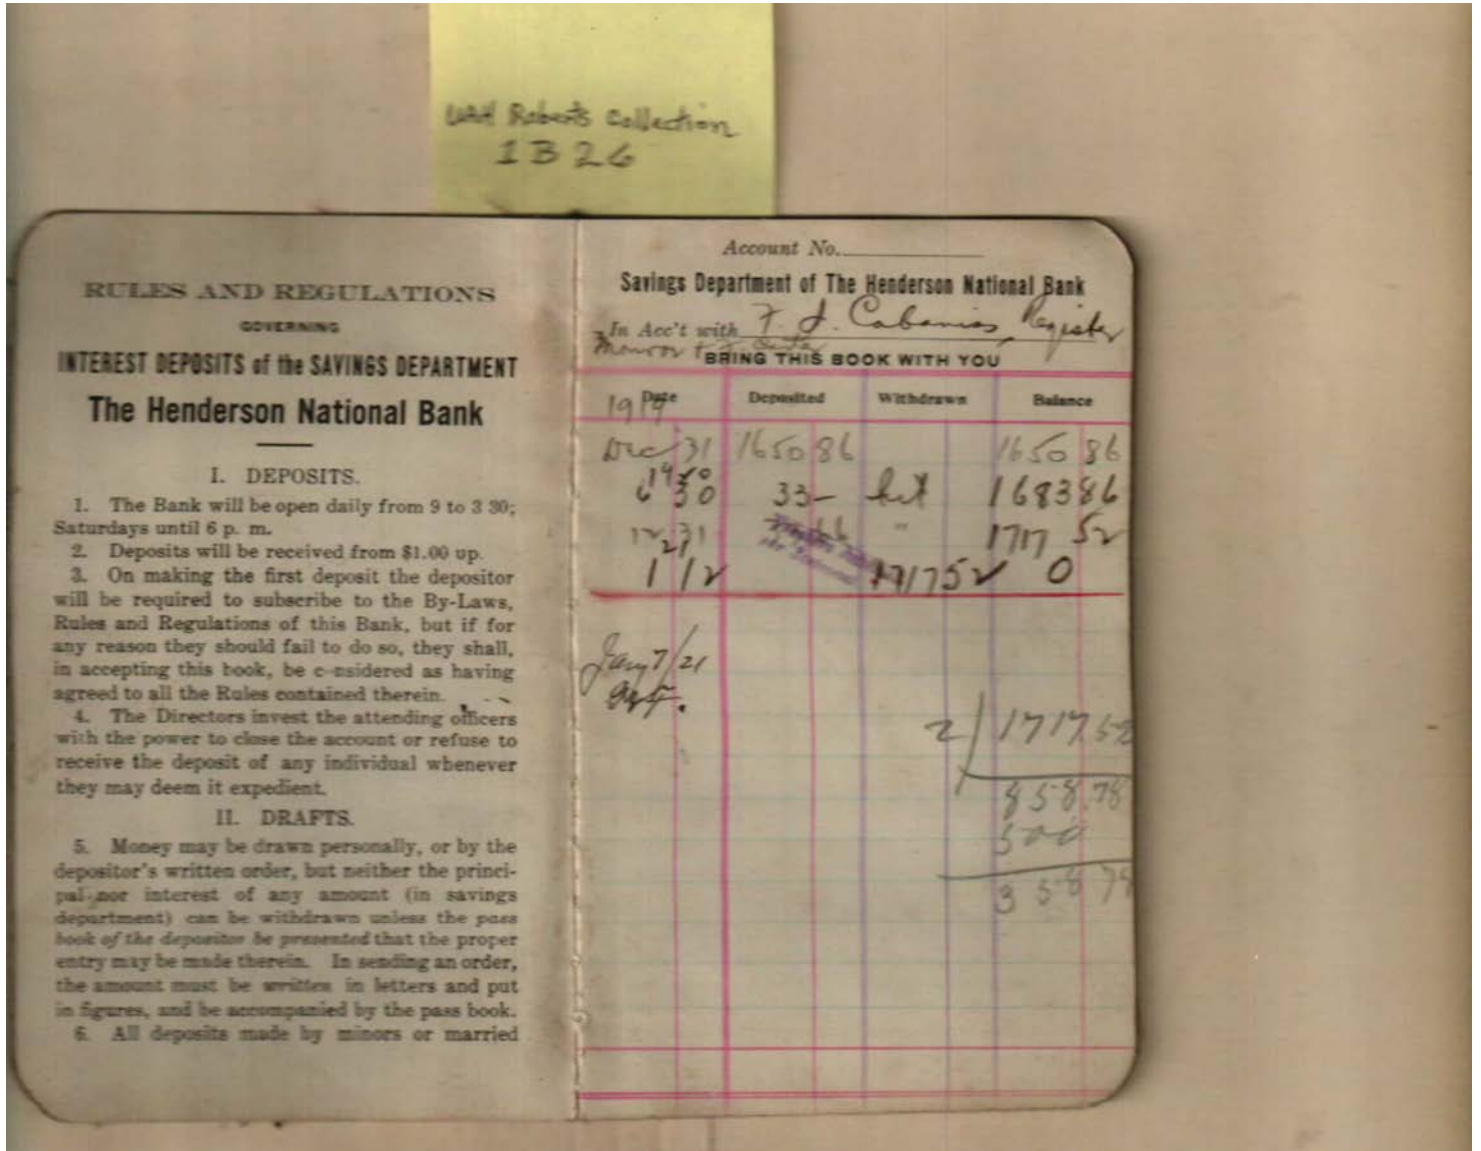 UAH Roberts Collection
1B26
RULES AND REGULATIONS
GOVERNING
INTEREST DEPOSITS of the SAVINGS DEPARTMENT
The Henderson National Bank
I. DEPOSITS.
1. The Bank will be open daily from 9 to 3 30;
Saturdays until 6 p. m.
2. Deposits will be received from $1.00 up.
3. On making the first deposit the depositor
will be required to subscribe to the By-Laws,
Rules and Regulations of this Bank, but if for
any reason they should fail to do so, they shall,
in accepting this book, be c-nsidered as having
agreed to all the Rules contained therein.
4. The Directors invest the attending officers
with the power to close the account or refuse to
receive the deposit of any individual whenever
they may deem it expedient.
II. DRAFTS.
5. Money may be drawn personally, or by the
depositor's written order, but neither the princi-
pal nor interest of any amount (in savings
department) can be withdrawn unless the pass
book of the depositor be presented that the proper
entry may be made therein. In sending an order,
the amount must be written in letters and put
in figures, and be accompanied by the pass book.
6. All deposits made by minors or married
Account No.
Savings Department of The Henderson National Bank
In Acc't with F. J. Cabaniss, Register
BRING THIS BOOK WITH YOU
Date Deposited Withdrawn Balance
1919
Dec 31 1650 86 1650 86
1920
6 30 33- Int 1683 86
12 31 66 " 1717 52
21
1 12 1717 52 0
Jany 7/21
2 1717 52
858.78
500
358 78